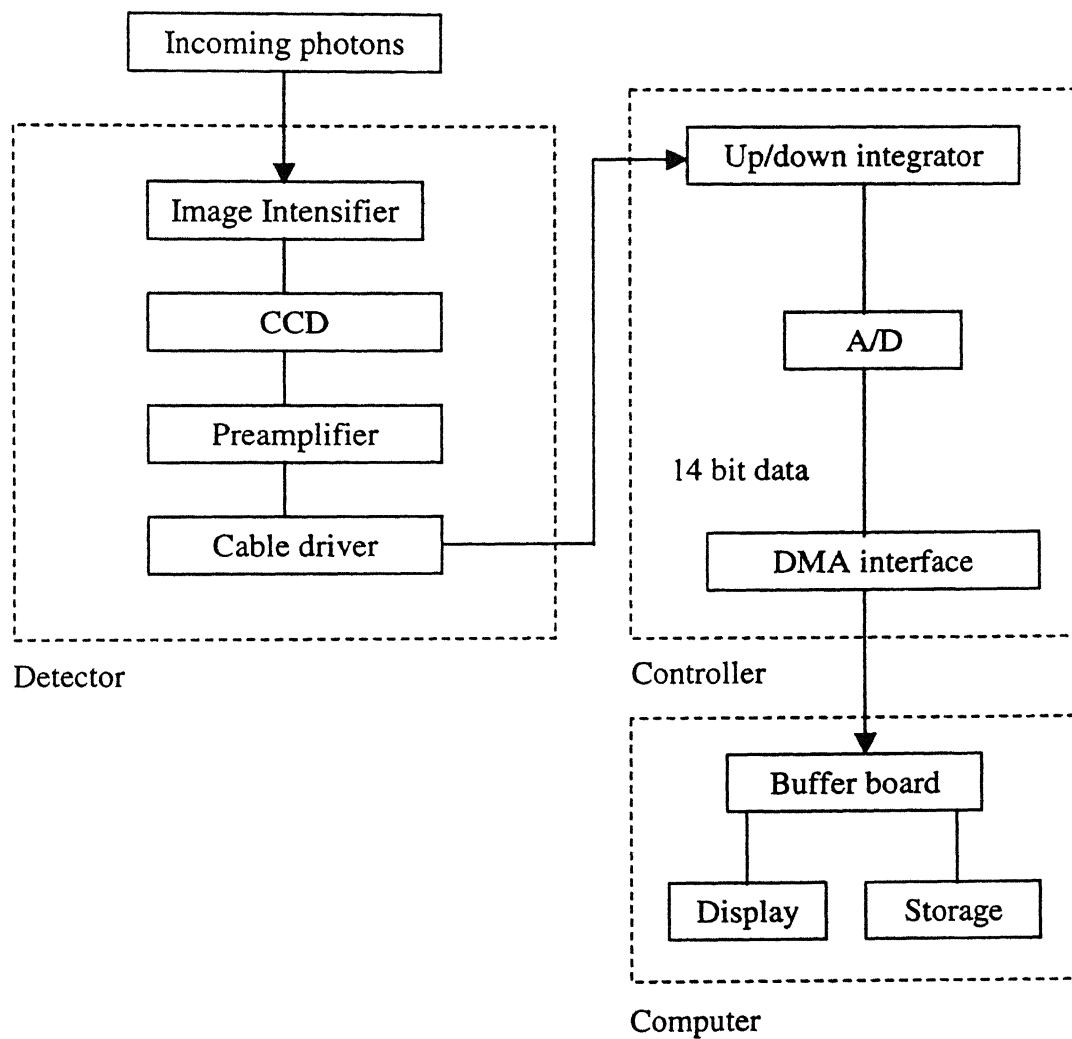 Incoming photons
Image Intensifier
CCD
Preamplifier
Cable driver
Detector
Up/down integrator
A/D
14 bit data
DMA interface
Controller
Buffer board
Display
Storage
Computer